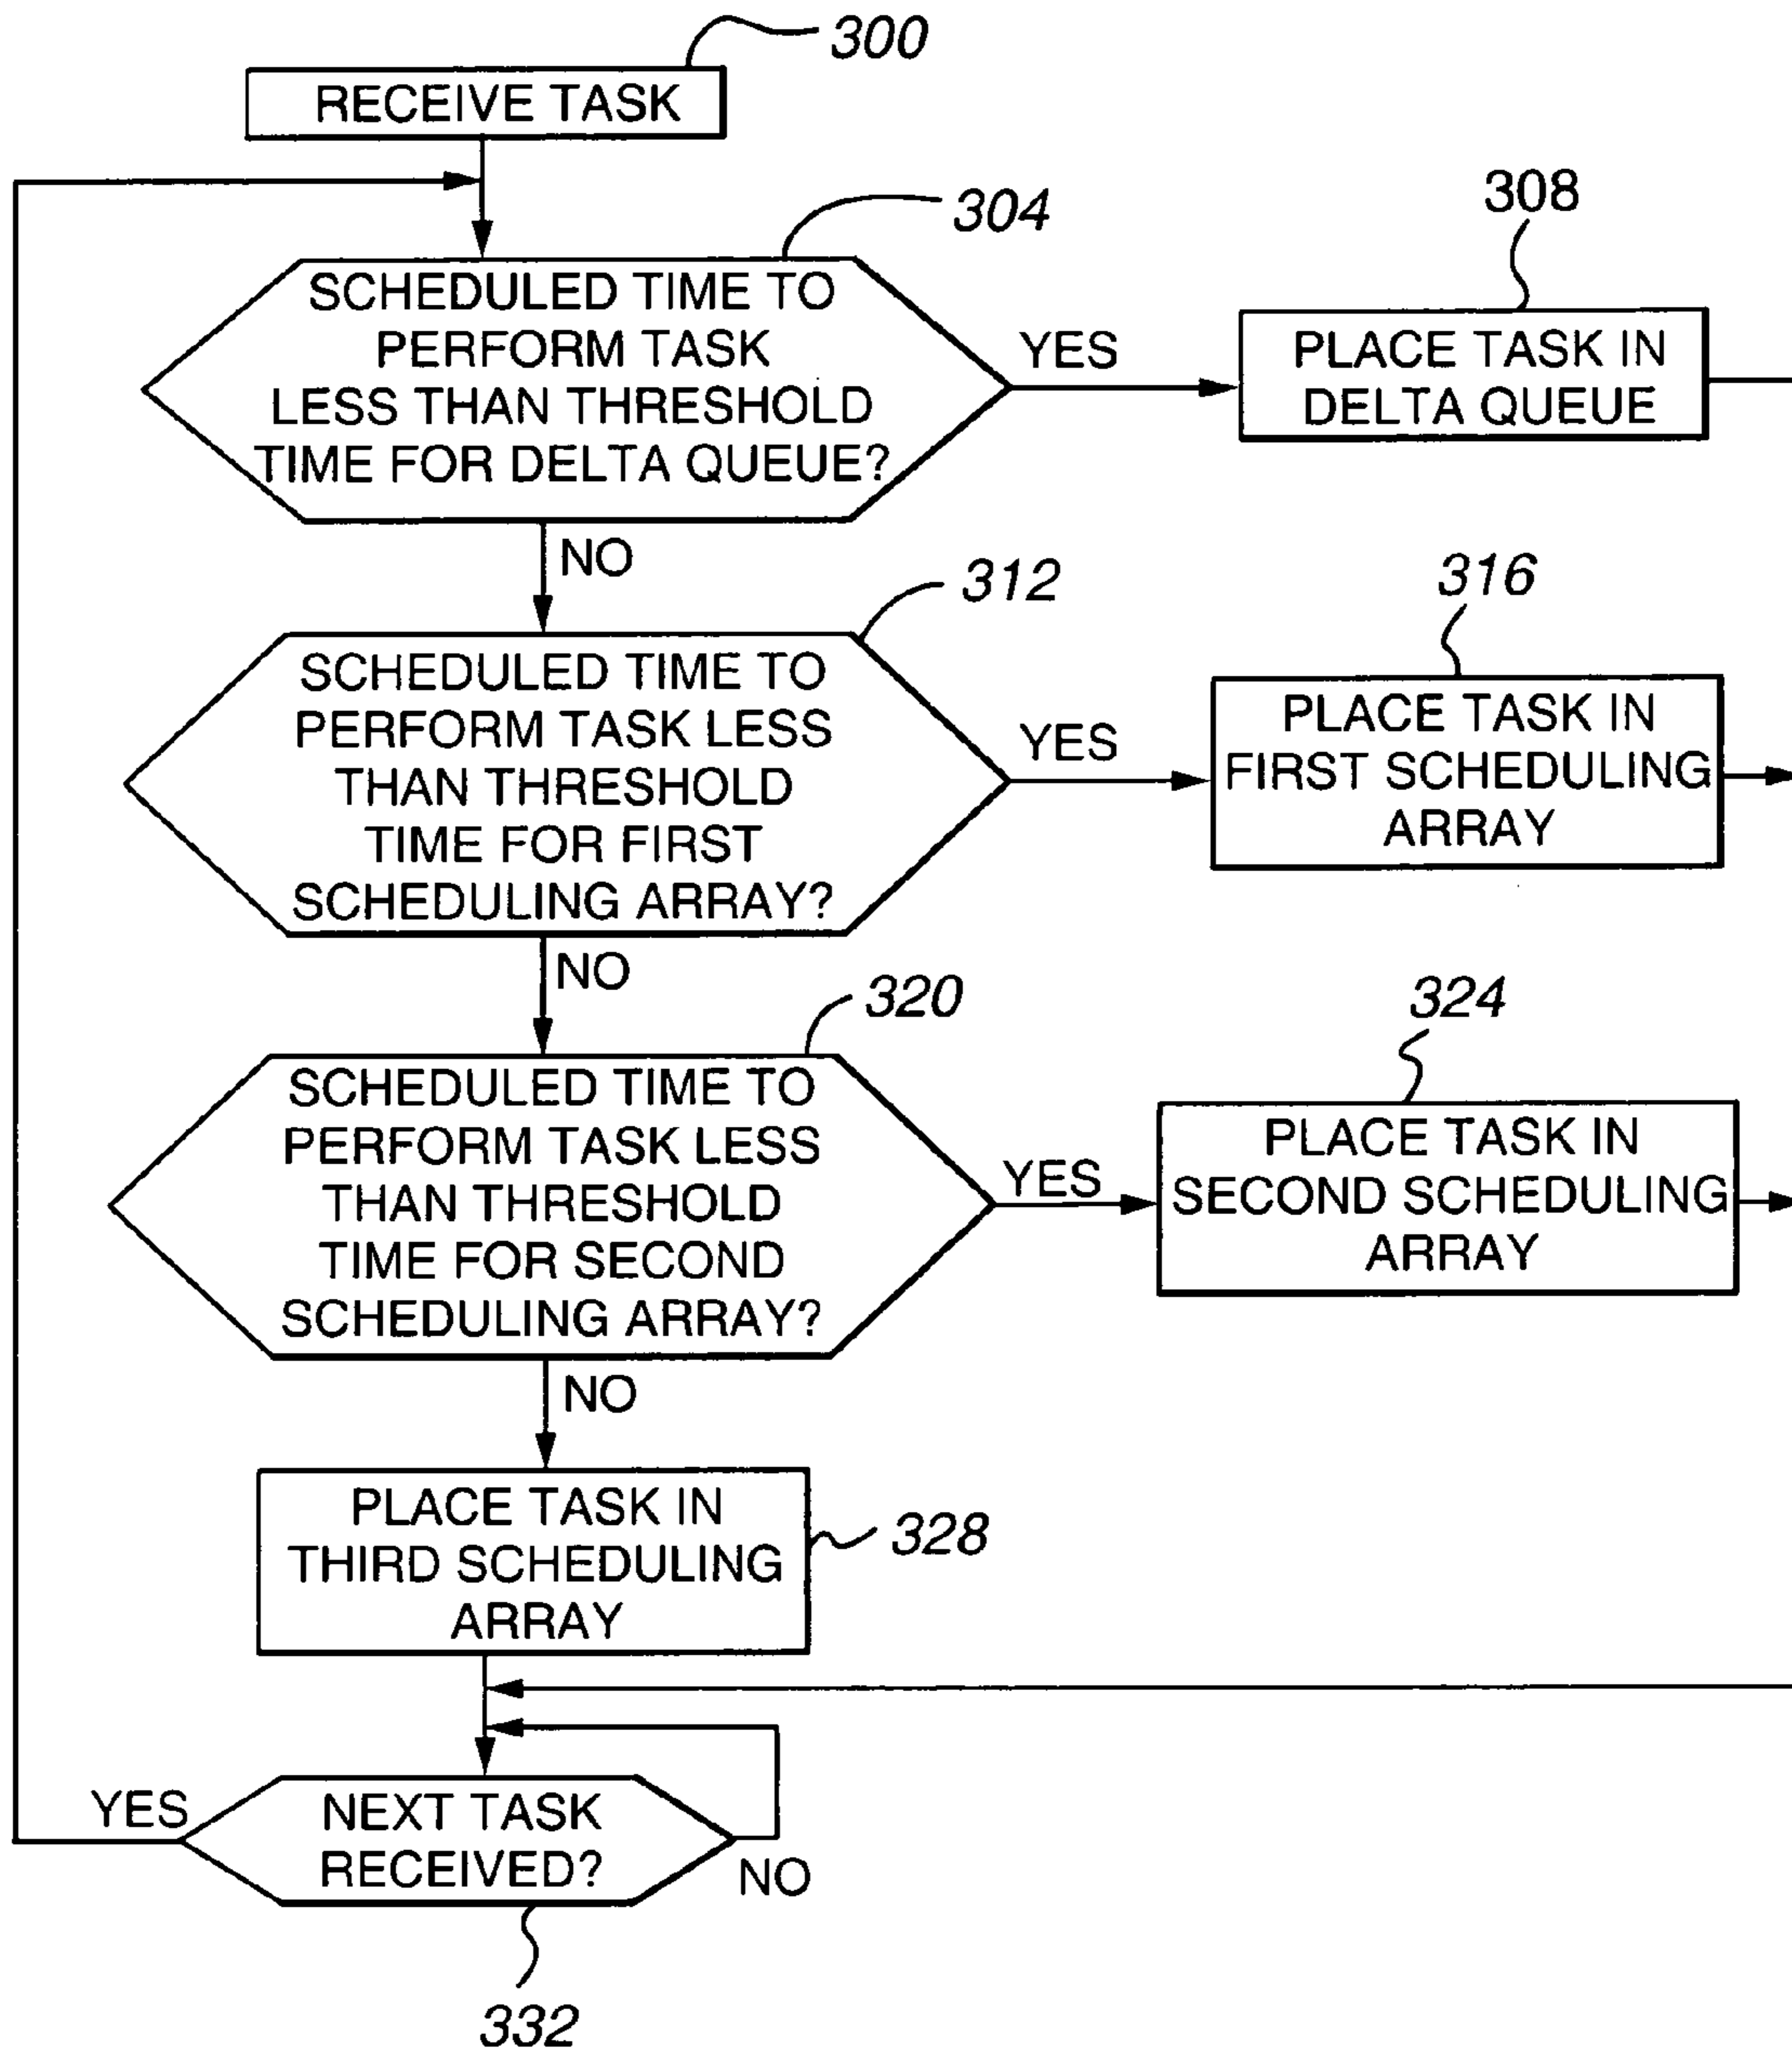 300
RECEIVE TASK
304
SCHEDULED TIME TO
PERFORM TASK
LESS THAN THRESHOLD
TIME FOR DELTA QUEUE?
YES
308
PLACE TASK IN
DELTA QUEUE
NO
312
SCHEDULED TIME TO
PERFORM TASK LESS
THAN THRESHOLD
TIME FOR FIRST
SCHEDULING ARRAY?
YES
316
PLACE TASK IN
FIRST SCHEDULING
ARRAY
NO
320
SCHEDULED TIME TO
PERFORM TASK LESS
THAN THRESHOLD
TIME FOR SECOND
SCHEDULING ARRAY?
YES
324
PLACE TASK IN
SECOND SCHEDULING
ARRAY
NO
PLACE TASK IN
THIRD SCHEDULING
ARRAY
328
YES
NEXT TASK
RECEIVED?
NO
332